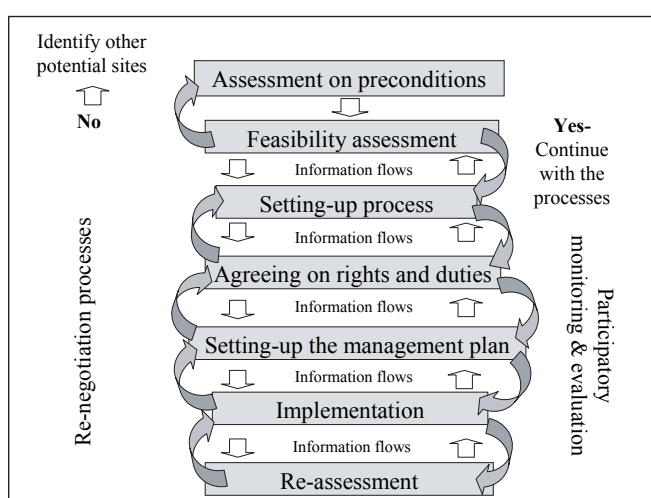 Identify other
potential sites
No
Assessment on preconditions
Feasibility assessment
Yes-
Continue
with the
processes
Information flows
Setting-up process
Information flows
Agreeing on rights and duties
Information flows
Setting-up the management plan
Information flows
Implementation
Information flows
Re-assessment
Re-negotiation processes
Participatory
monitoring & evaluation